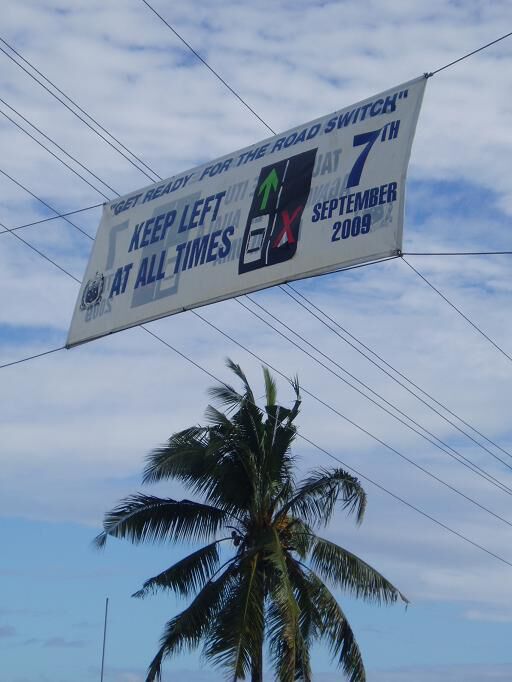 "GET READY FOR THE ROAD SWITCH"
KEEP LEFT
AT ALL TIMES
7TH
SEPTEMBER
2009